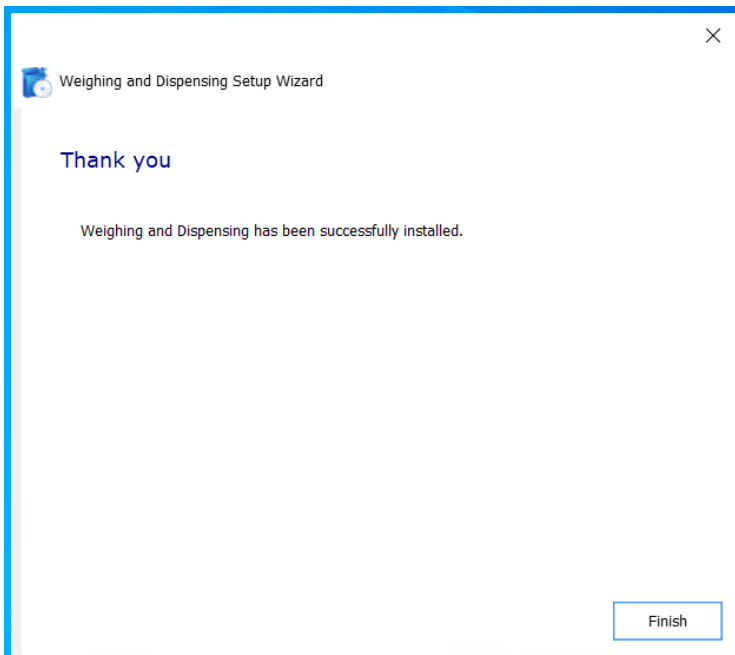 Weighing and Dispensing Setup Wizard
Thank you
Weighing and Dispensing has been successfully installed.
Finish